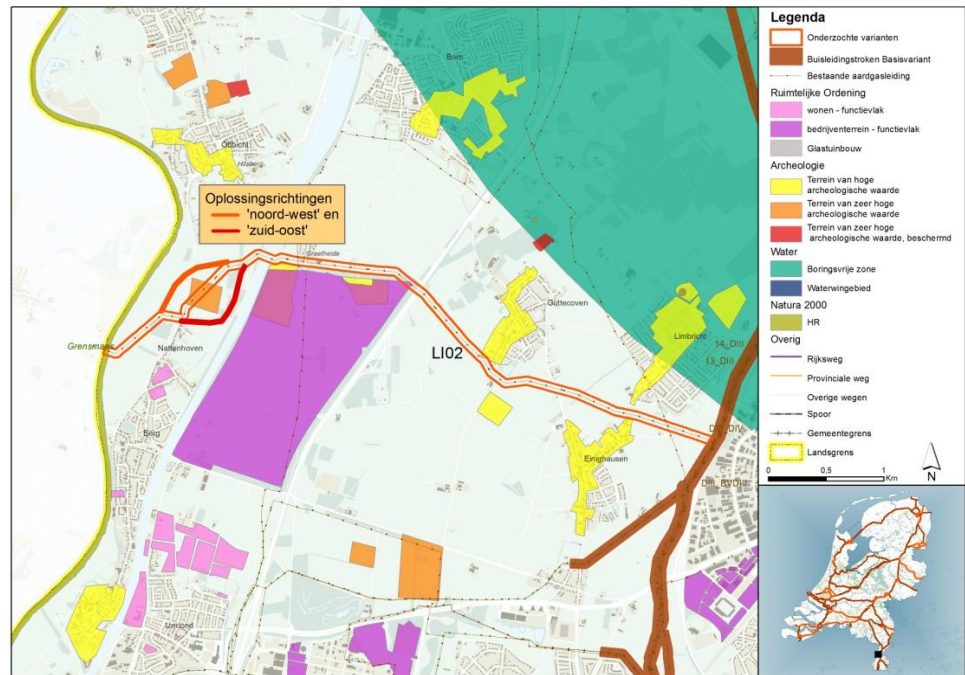 Born
Obbicht
Hilsberg
Oplossingsrichtingen
'noord-west' en
'zuid-oost'
Graetheide
Guttecoven
Limbricht
Grensmaas
Nattenhoven
LI02
14_DIII
13_DIII
Berg
Einighausen
Urmond
Legenda
Onderzochte varianten
Buisleidingstroken Basisvariant
Bestaande aardgasleiding
Ruimtelijke Ordening
wonen - functievlak
bedrijventerrein - functievlak
Glastuinbouw
Archeologie
Terrein van hoge
archeologische waarde
Terrein van zeer hoge
archeologische waarde
Terrein van zeer hoge
archeologische waarde, beschermd
Water
Boringsvrije zone
Waterwingebied
Natura 2000
HR
Overig
Rijksweg
Provinciale weg
Overige wegen
Spoor
Gemeentegrens
Landsgrens
0 0,5 1
Km
N